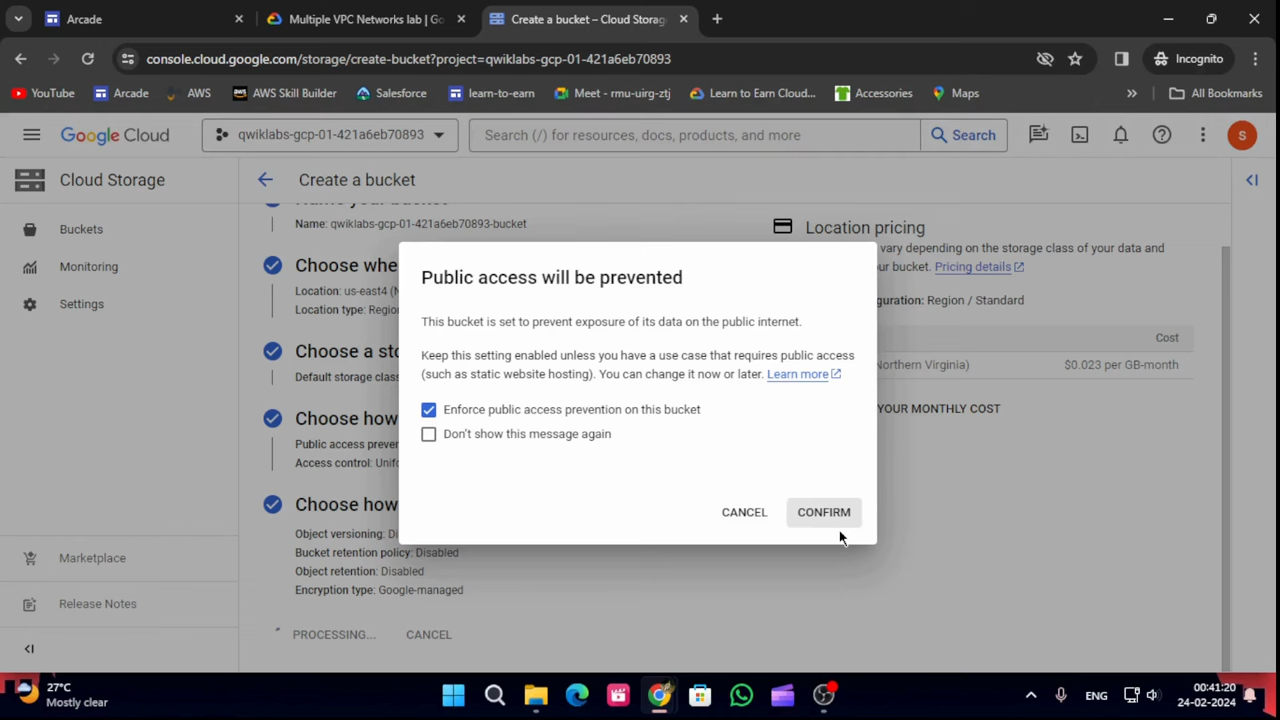 Arcade
Multiple VPC Networks lab | Go
Create a bucket – Cloud Storag
console.cloud.google.com/storage/create-bucket?project=qwiklabs-gcp-01-421a6eb70893
Incognito
YouTube
Arcade
AWS
AWS Skill Builder
Salesforce
learn-to-earn
Meet - rmu-uirg-ztj
Learn to Earn Cloud...
Accessories
Maps
All Bookmarks
Google Cloud
qwiklabs-gcp-01-421a6eb70893
Search (/) for resources, docs, products, and more
Search
S
Cloud Storage
Create a bucket
Buckets
Monitoring
Settings
Marketplace
Release Notes
Name: qwiklabs-gcp-01-421a6eb70893-bucket
Choose whe
Location: us-east4 (N
Location type: Regio
Choose a sto
Default storage class
Choose how
Public access preven
Access control: Unifo
Choose how
Object versioning: Di
Bucket retention policy: Disabled
Object retention: Disabled
Encryption type: Google-managed
PROCESSING... CANCEL
Location pricing
vary depending on the storage class of your data and
ur bucket. Pricing details
guration: Region / Standard
Cost
Northern Virginia) $0.023 per GB-month
YOUR MONTHLY COST
Public access will be prevented
This bucket is set to prevent exposure of its data on the public internet.
Keep this setting enabled unless you have a use case that requires public access
(such as static website hosting). You can change it now or later. Learn more
Enforce public access prevention on this bucket
Don't show this message again
CANCEL CONFIRM
27°C
Mostly clear
ENG
00:41:20
24-02-2024